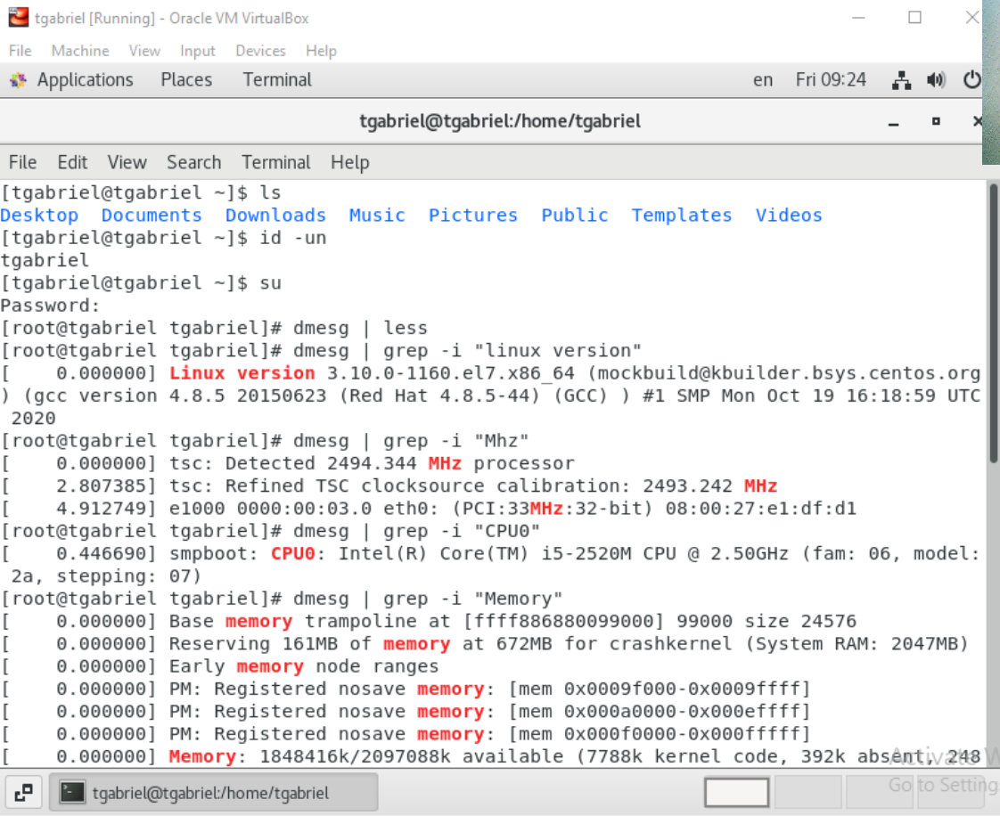 tgabriel [Running] - Oracle VM VirtualBox
File Machine View Input Devices Help
Applications Places Terminal en Fri 09:24
tgabriel@tgabriel:/home/tgabriel
File Edit View Search Terminal Help
[tgabriel@tgabriel ~]$ ls
Desktop Documents Downloads Music Pictures Public Templates Videos
[tgabriel@tgabriel ~]$ id -un
tgabriel
[tgabriel@tgabriel ~]$ su
Password:
[root@tgabriel tgabriel]# dmesg | less
[root@tgabriel tgabriel]# dmesg | grep -i "linux version"
[    0.000000] Linux version 3.10.0-1160.el7.x86_64 (mockbuild@kbuilder.bsys.centos.org
) (gcc version 4.8.5 20150623 (Red Hat 4.8.5-44) (GCC) ) #1 SMP Mon Oct 19 16:18:59 UTC
 2020
[root@tgabriel tgabriel]# dmesg | grep -i "Mhz"
[    0.000000] tsc: Detected 2494.344 MHz processor
[    2.807385] tsc: Refined TSC clocksource calibration: 2493.242 MHz
[    4.912749] e1000 0000:00:03.0 eth0: (PCI:33MHz:32-bit) 08:00:27:e1:df:d1
[root@tgabriel tgabriel]# dmesg | grep -i "CPU0"
[    0.446690] smpboot: CPU0: Intel(R) Core(TM) i5-2520M CPU @ 2.50GHz (fam: 06, model:
 2a, stepping: 07)
[root@tgabriel tgabriel]# dmesg | grep -i "Memory"
[    0.000000] Base memory trampoline at [ffff886880099000] 99000 size 24576
[    0.000000] Reserving 161MB of memory at 672MB for crashkernel (System RAM: 2047MB)
[    0.000000] Early memory node ranges
[    0.000000] PM: Registered nosave memory: [mem 0x0009f000-0x0009ffff]
[    0.000000] PM: Registered nosave memory: [mem 0x000a0000-0x000effff]
[    0.000000] PM: Registered nosave memory: [mem 0x000f0000-0x000fffff]
[    0.000000] Memory: 1848416k/2097088k available (7788k kernel code, 392k absent, 248
Activate W
Go to Setting
tgabriel@tgabriel:/home/tgabriel